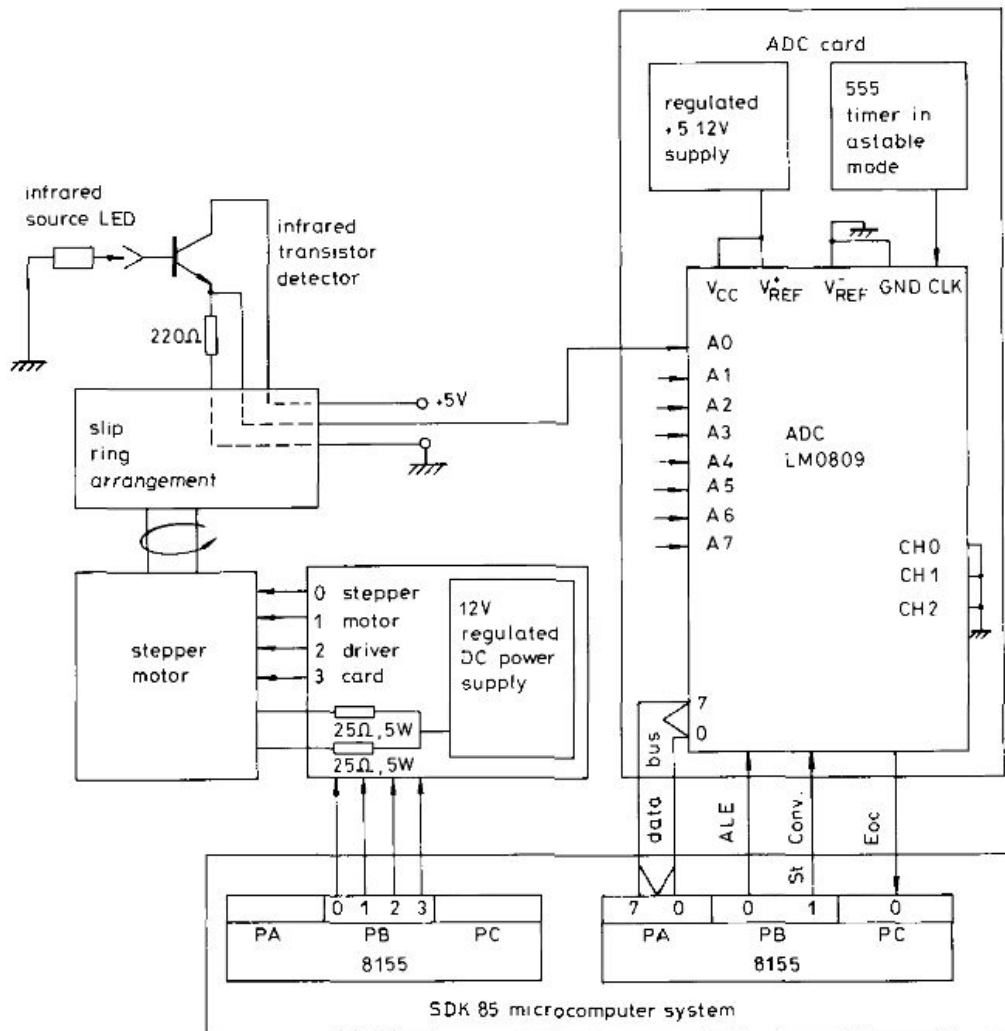 ADC card
regulated
+5 12V
supply
555
timer in
astable
mode
infrared
source LED
infrared
transistor
detector
220Ω
VCC
V+REF
V-REF
GND
CLK
A0
A1
A2
A3
A4
A5
A6
A7
ADC
LM0809
CH0
CH1
CH2
+5V
slip
ring
arrangement
stepper
motor
0 stepper
1 motor
2 driver
3 card
12V
regulated
DC power
supply
25Ω,5W
25Ω,5W
7
0
data bus
ALE
St Conv.
Eoc
0 1 2 3
PA PB PC
8155
7 0 0 1 0
PA PB PC
8155
SDK 85 microcomputer system